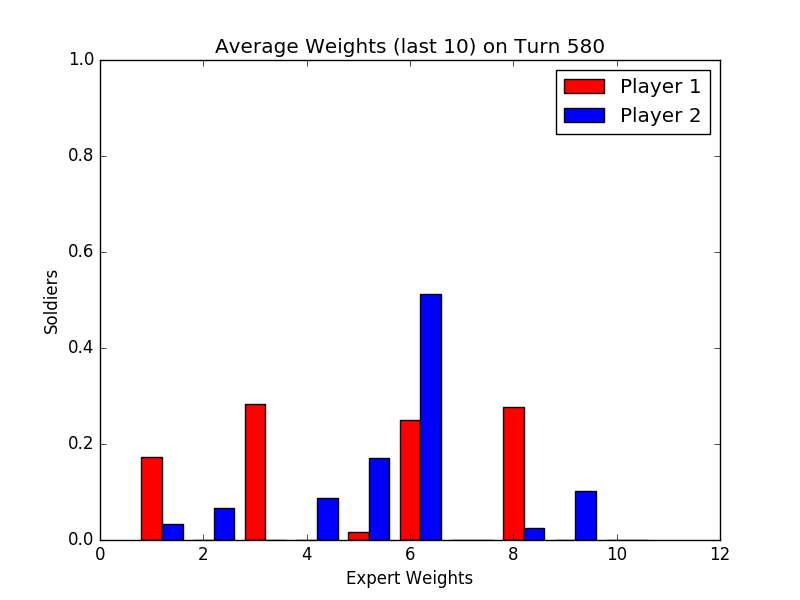 Average Weights (last 10) on Turn 580
1.0
Player 1
Player 2
0.8
0.6
Soldiers
0.4
0.2
0.0
0 2 4 6 8 10 12
Expert Weights